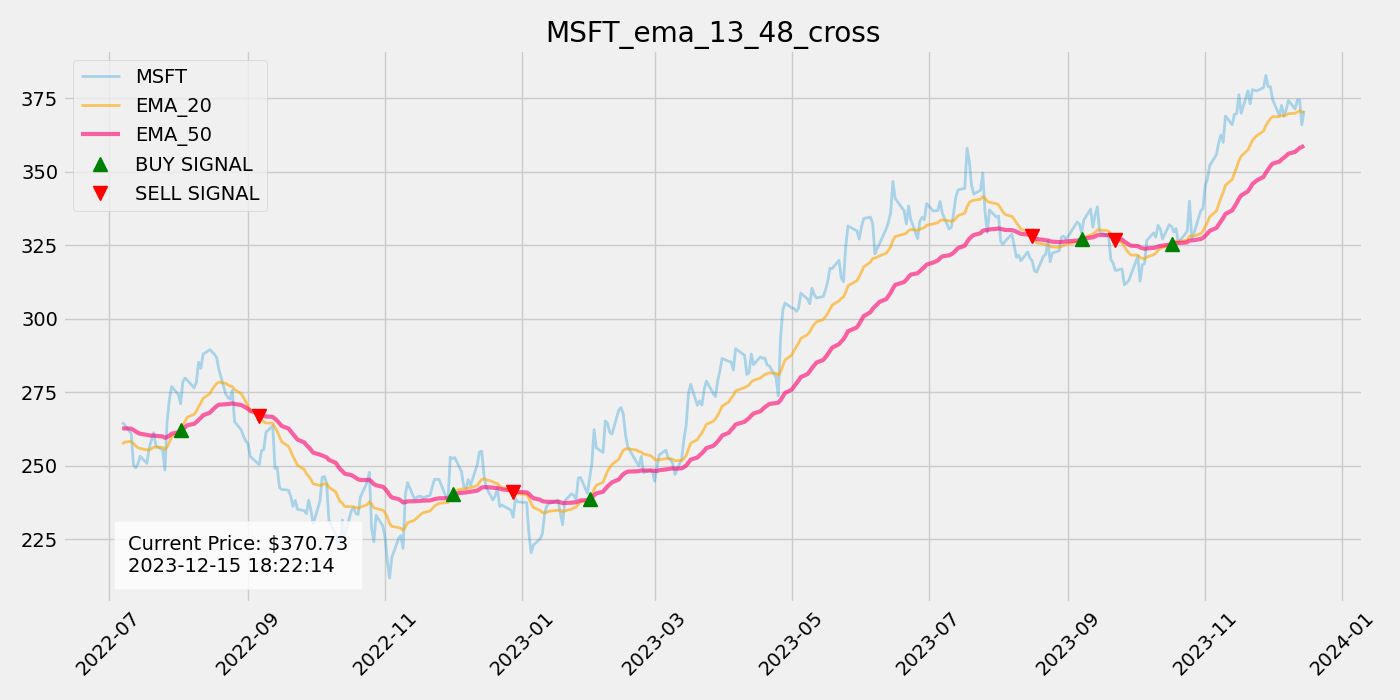 MSFT_ema_13_48_cross
MSFT
EMA_20
EMA_50
BUY SIGNAL
SELL SIGNAL
375
350
325
300
275
250
225
Current Price: $370.73
2023-12-15 18:22:14
2022-07
2022-09
2022-11
2023-01
2023-03
2023-05
2023-07
2023-09
2023-11
2024-01